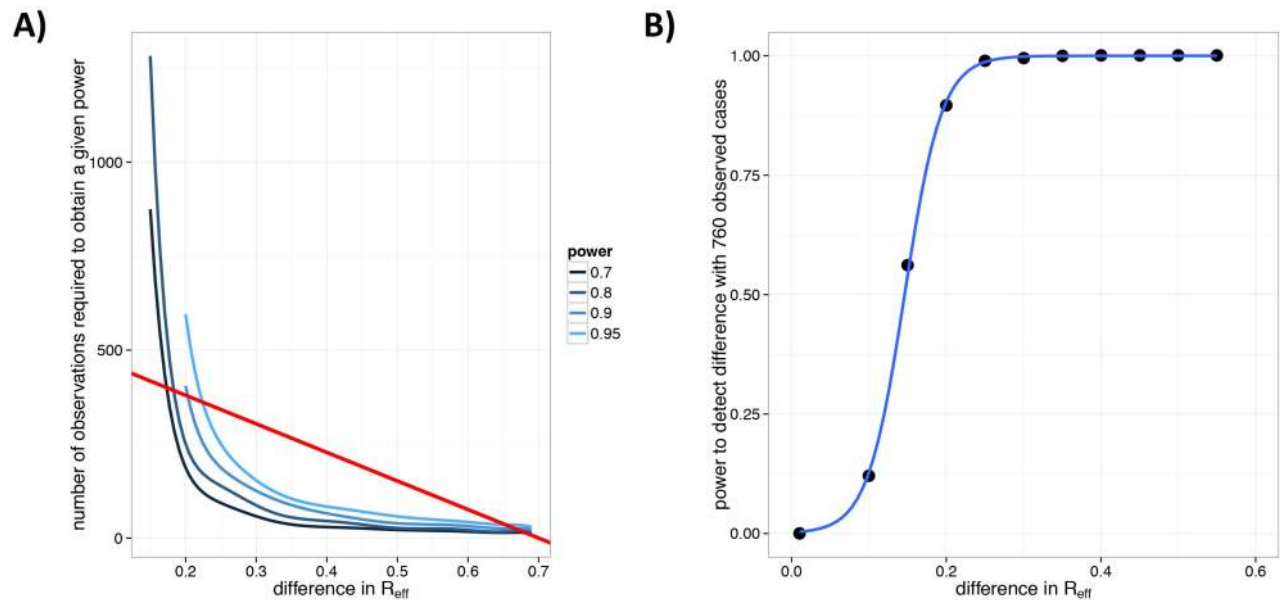 A)
number of observations required to obtain a given power
1000
500
0
0.2 0.3 0.4 0.5 0.6 0.7
difference in Reff
power
0.7
0.8
0.9
0.95
B)
power to detect difference with 760 observed cases
1.00
0.75
0.50
0.25
0.00
0.0 0.2 0.4 0.6
difference in Reff